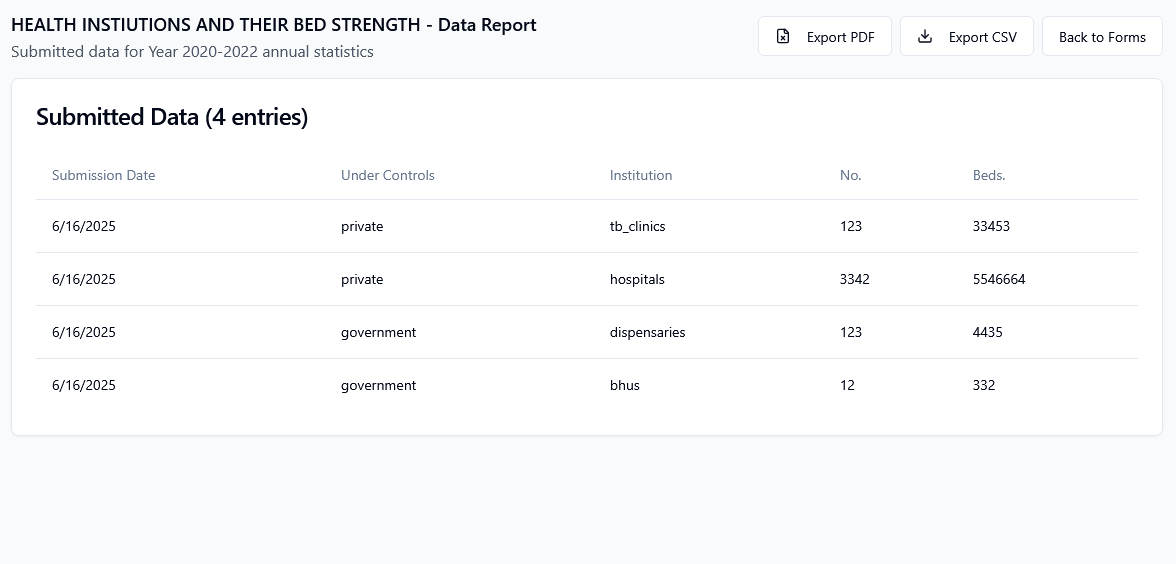 HEALTH INSTIUTIONS AND THEIR BED STRENGTH - Data Report
Submitted data for Year 2020-2022 annual statistics
Export PDF
Export CSV
Back to Forms
Submitted Data (4 entries)
Submission Date Under Controls Institution No. Beds.
6/16/2025 private tb_clinics 123 33453
6/16/2025 private hospitals 3342 5546664
6/16/2025 government dispensaries 123 4435
6/16/2025 government bhus 12 332